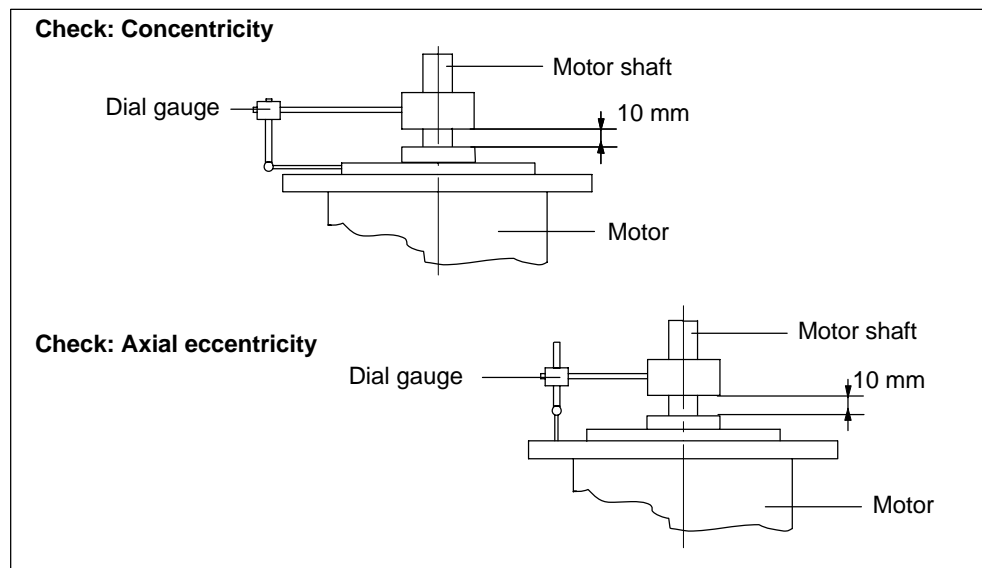 Check: Concentricity
Motor shaft
Dial gauge
10 mm
Motor
Check: Axial eccentricity
Motor shaft
Dial gauge
10 mm
Motor